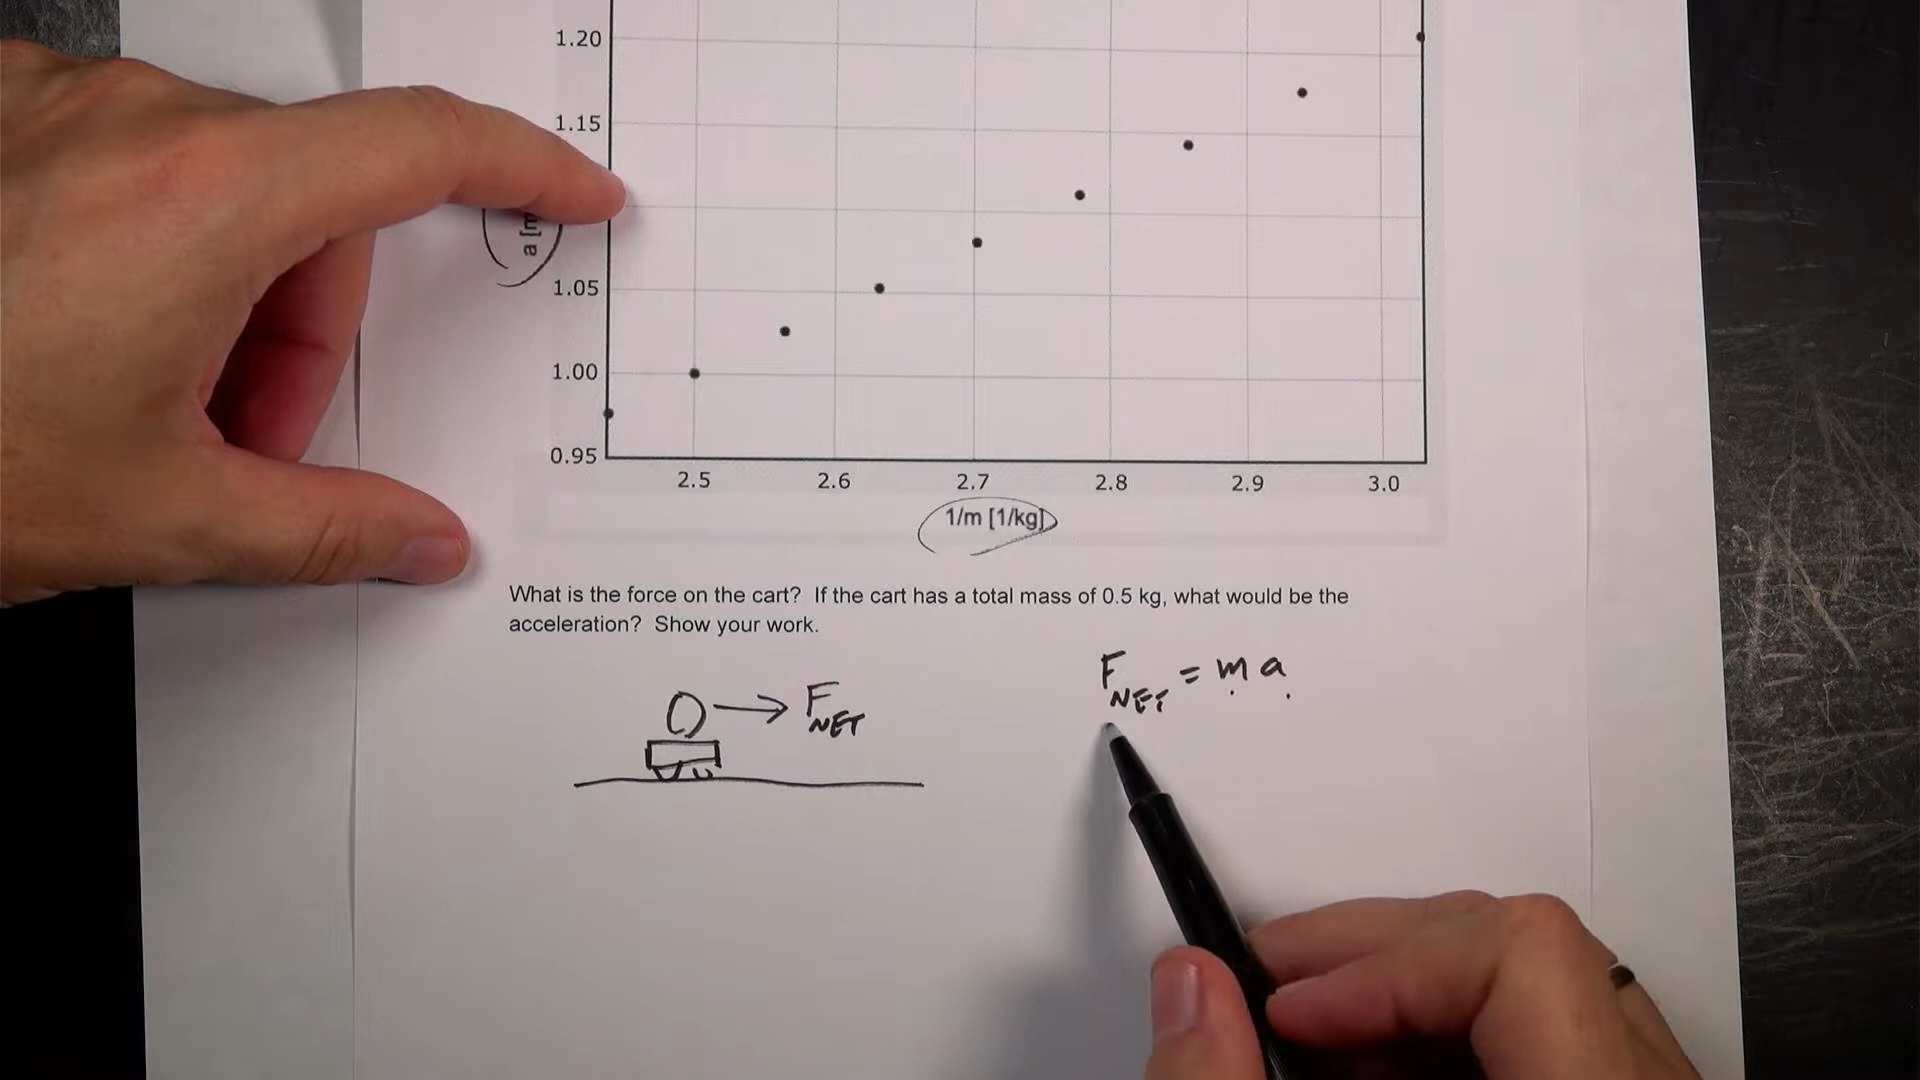 1.20
1.15
a [m
1.05
1.00
0.95
2.5 2.6 2.7 2.8 2.9 3.0
1/m [1/kg]
What is the force on the cart? If the cart has a total mass of 0.5 kg, what would be the
acceleration? Show your work.
F NET = m a
F NET